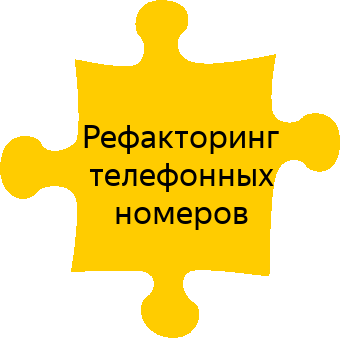 Рефакторинг
телефонных
номеров